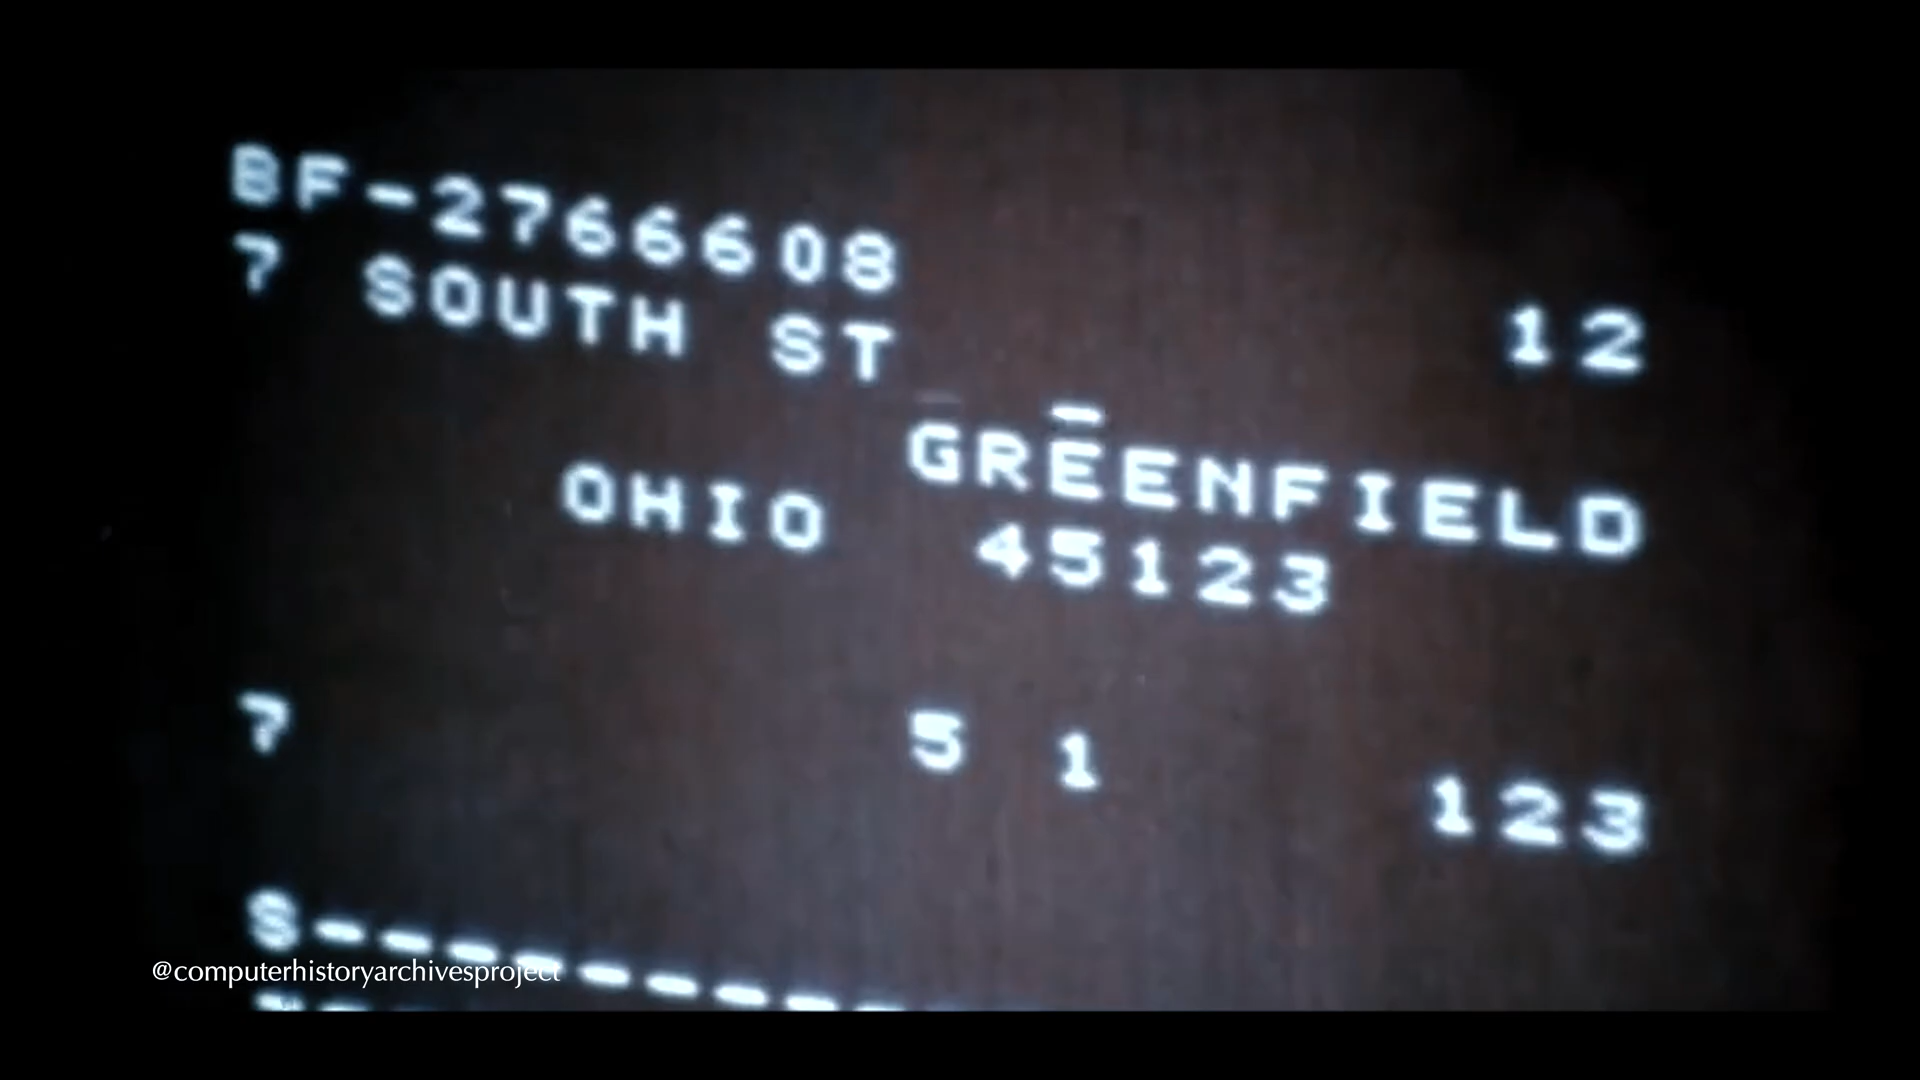 BF-2766608
7 SOUTH ST 12
GREENFIELD
OHIO 45123
7 5 1 123
S--------
@computerhistoryarchivesproject